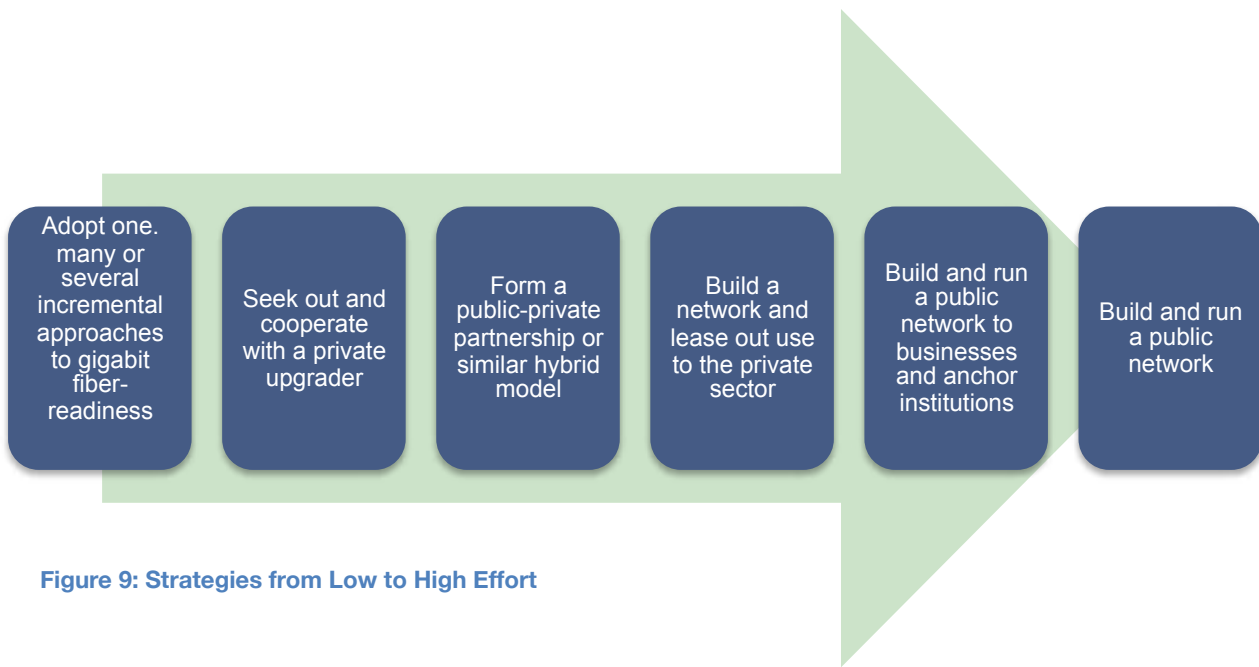 Adopt one.
many or
several
incremental
approaches
to gigabit
fiber-
readiness
Seek out and
cooperate
with a private
upgrader
Form a
public-private
partnership or
similar hybrid
model
Build a
network and
lease out use
to the private
sector
Build and run
a public
network to
businesses
and anchor
institutions
Build and run
a public
network
Figure 9: Strategies from Low to High Effort